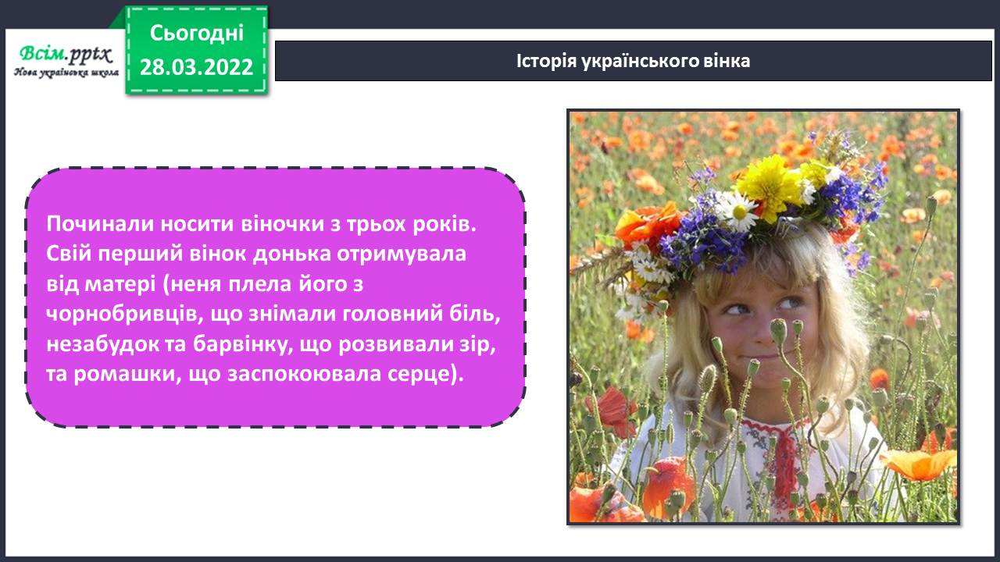 Сьогодні
28.03.2022
Всім.pptx
Нова українська школа
Історія українського вінка
Починали носити віночки з трьох років.
Свій перший вінок донька отримувала
від матері (неня плела його з
чорнобривців, що знімали головний біль,
незабудок та барвінку, що розвивали зір,
та ромашки, що заспокоювала серце).